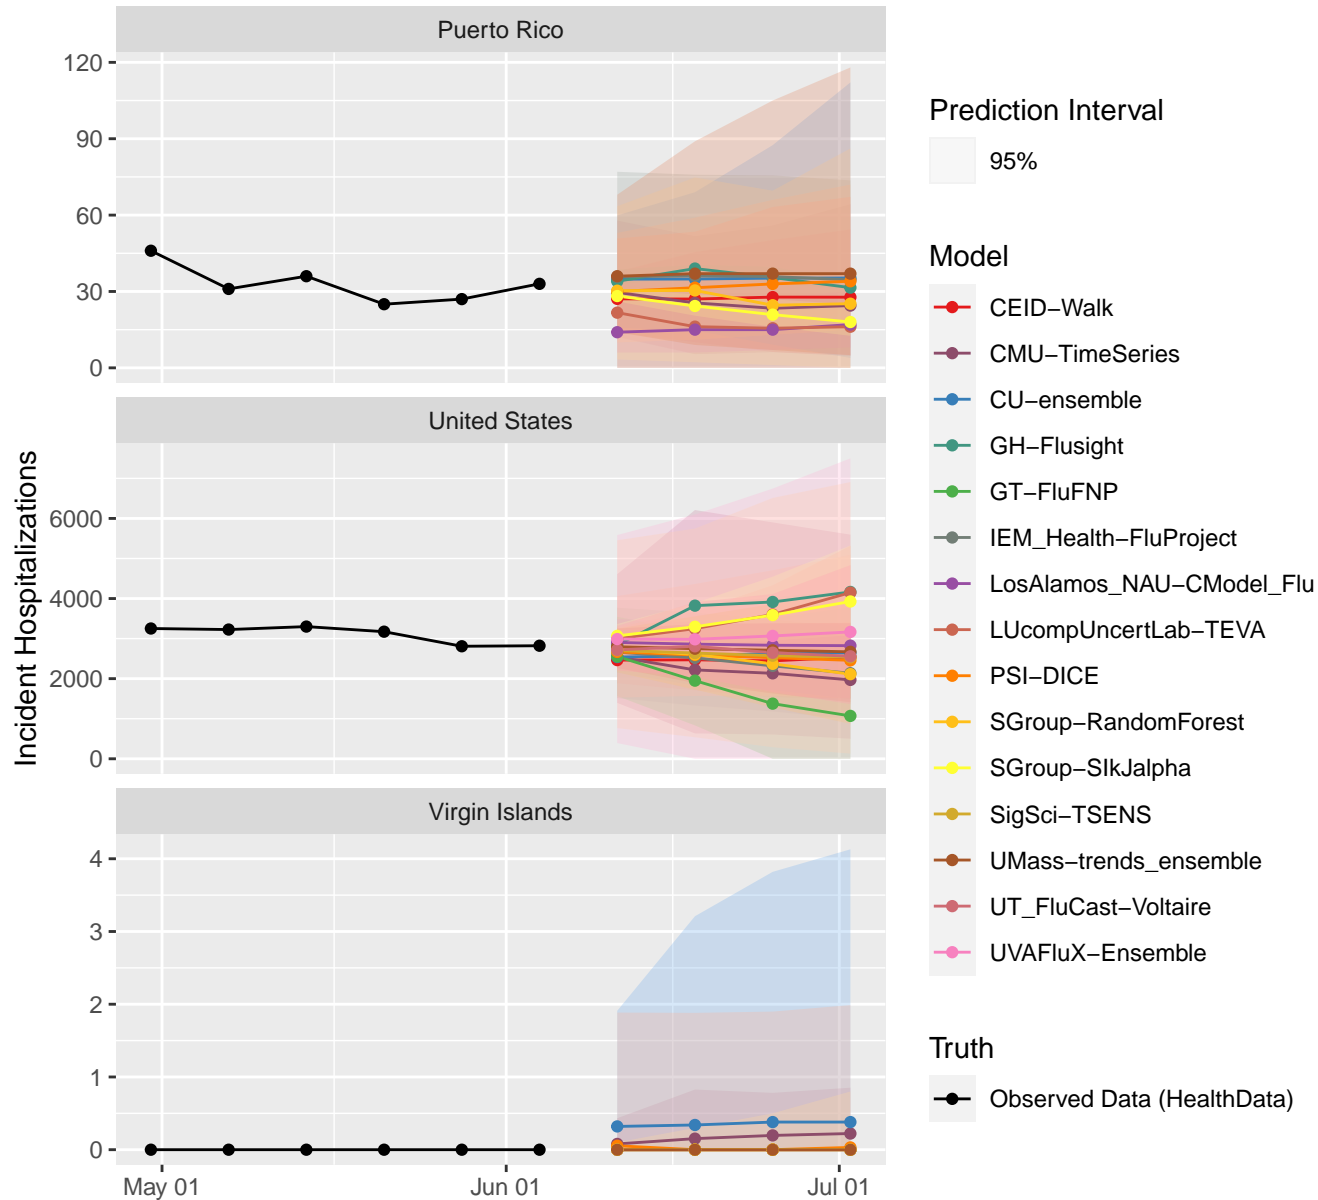 Puerto Rico
120
90
60
30
0
United States
6000
4000
2000
0
Virgin Islands
4
3
2
1
0
May 01
Jun 01
Jul 01
Incident Hospitalizations
Prediction Interval
95%
Model
CEID−Walk
CMU−TimeSeries
CU−ensemble
GH−Flusight
GT−FluFNP
IEM_Health−FluProject
LosAlamos_NAU−CModel_Flu
LUcompUncertLab−TEVA
PSI−DICE
SGroup−RandomForest
SGroup−SIkJalpha
SigSci−TSENS
UMass−trends_ensemble
UT_FluCast−Voltaire
UVAFluX−Ensemble
Truth
Observed Data (HealthData)